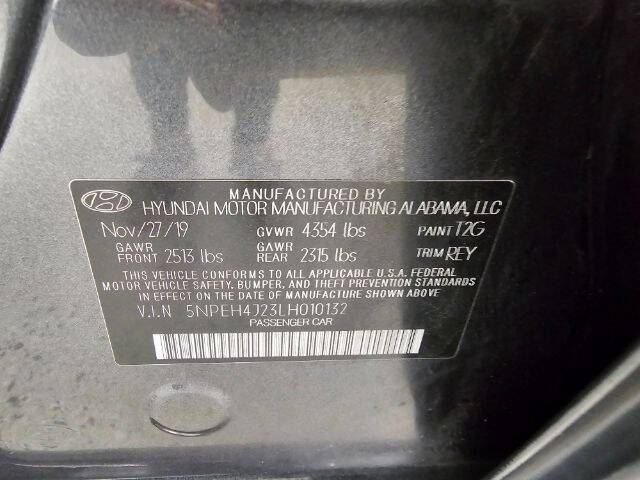 MANUFACTURED BY
HYUNDAI MOTOR MANUFACTURING ALABAMA, LLC
Nov/27/19 GVWR 4354 lbs PAINT T2G
GAWR FRONT 2513 lbs GAWR REAR 2315 lbs TRIM REY
THIS VEHICLE CONFORMS TO ALL APPLICABLE U.S.A. FEDERAL
MOTOR VEHICLE SAFETY, BUMPER, AND THEFT PREVENTION STANDARDS
IN EFFECT ON THE DATE OF MANUFACTURE SHOWN ABOVE.
V.I.N 5NPEH4J23LH010132
PASSENGER CAR